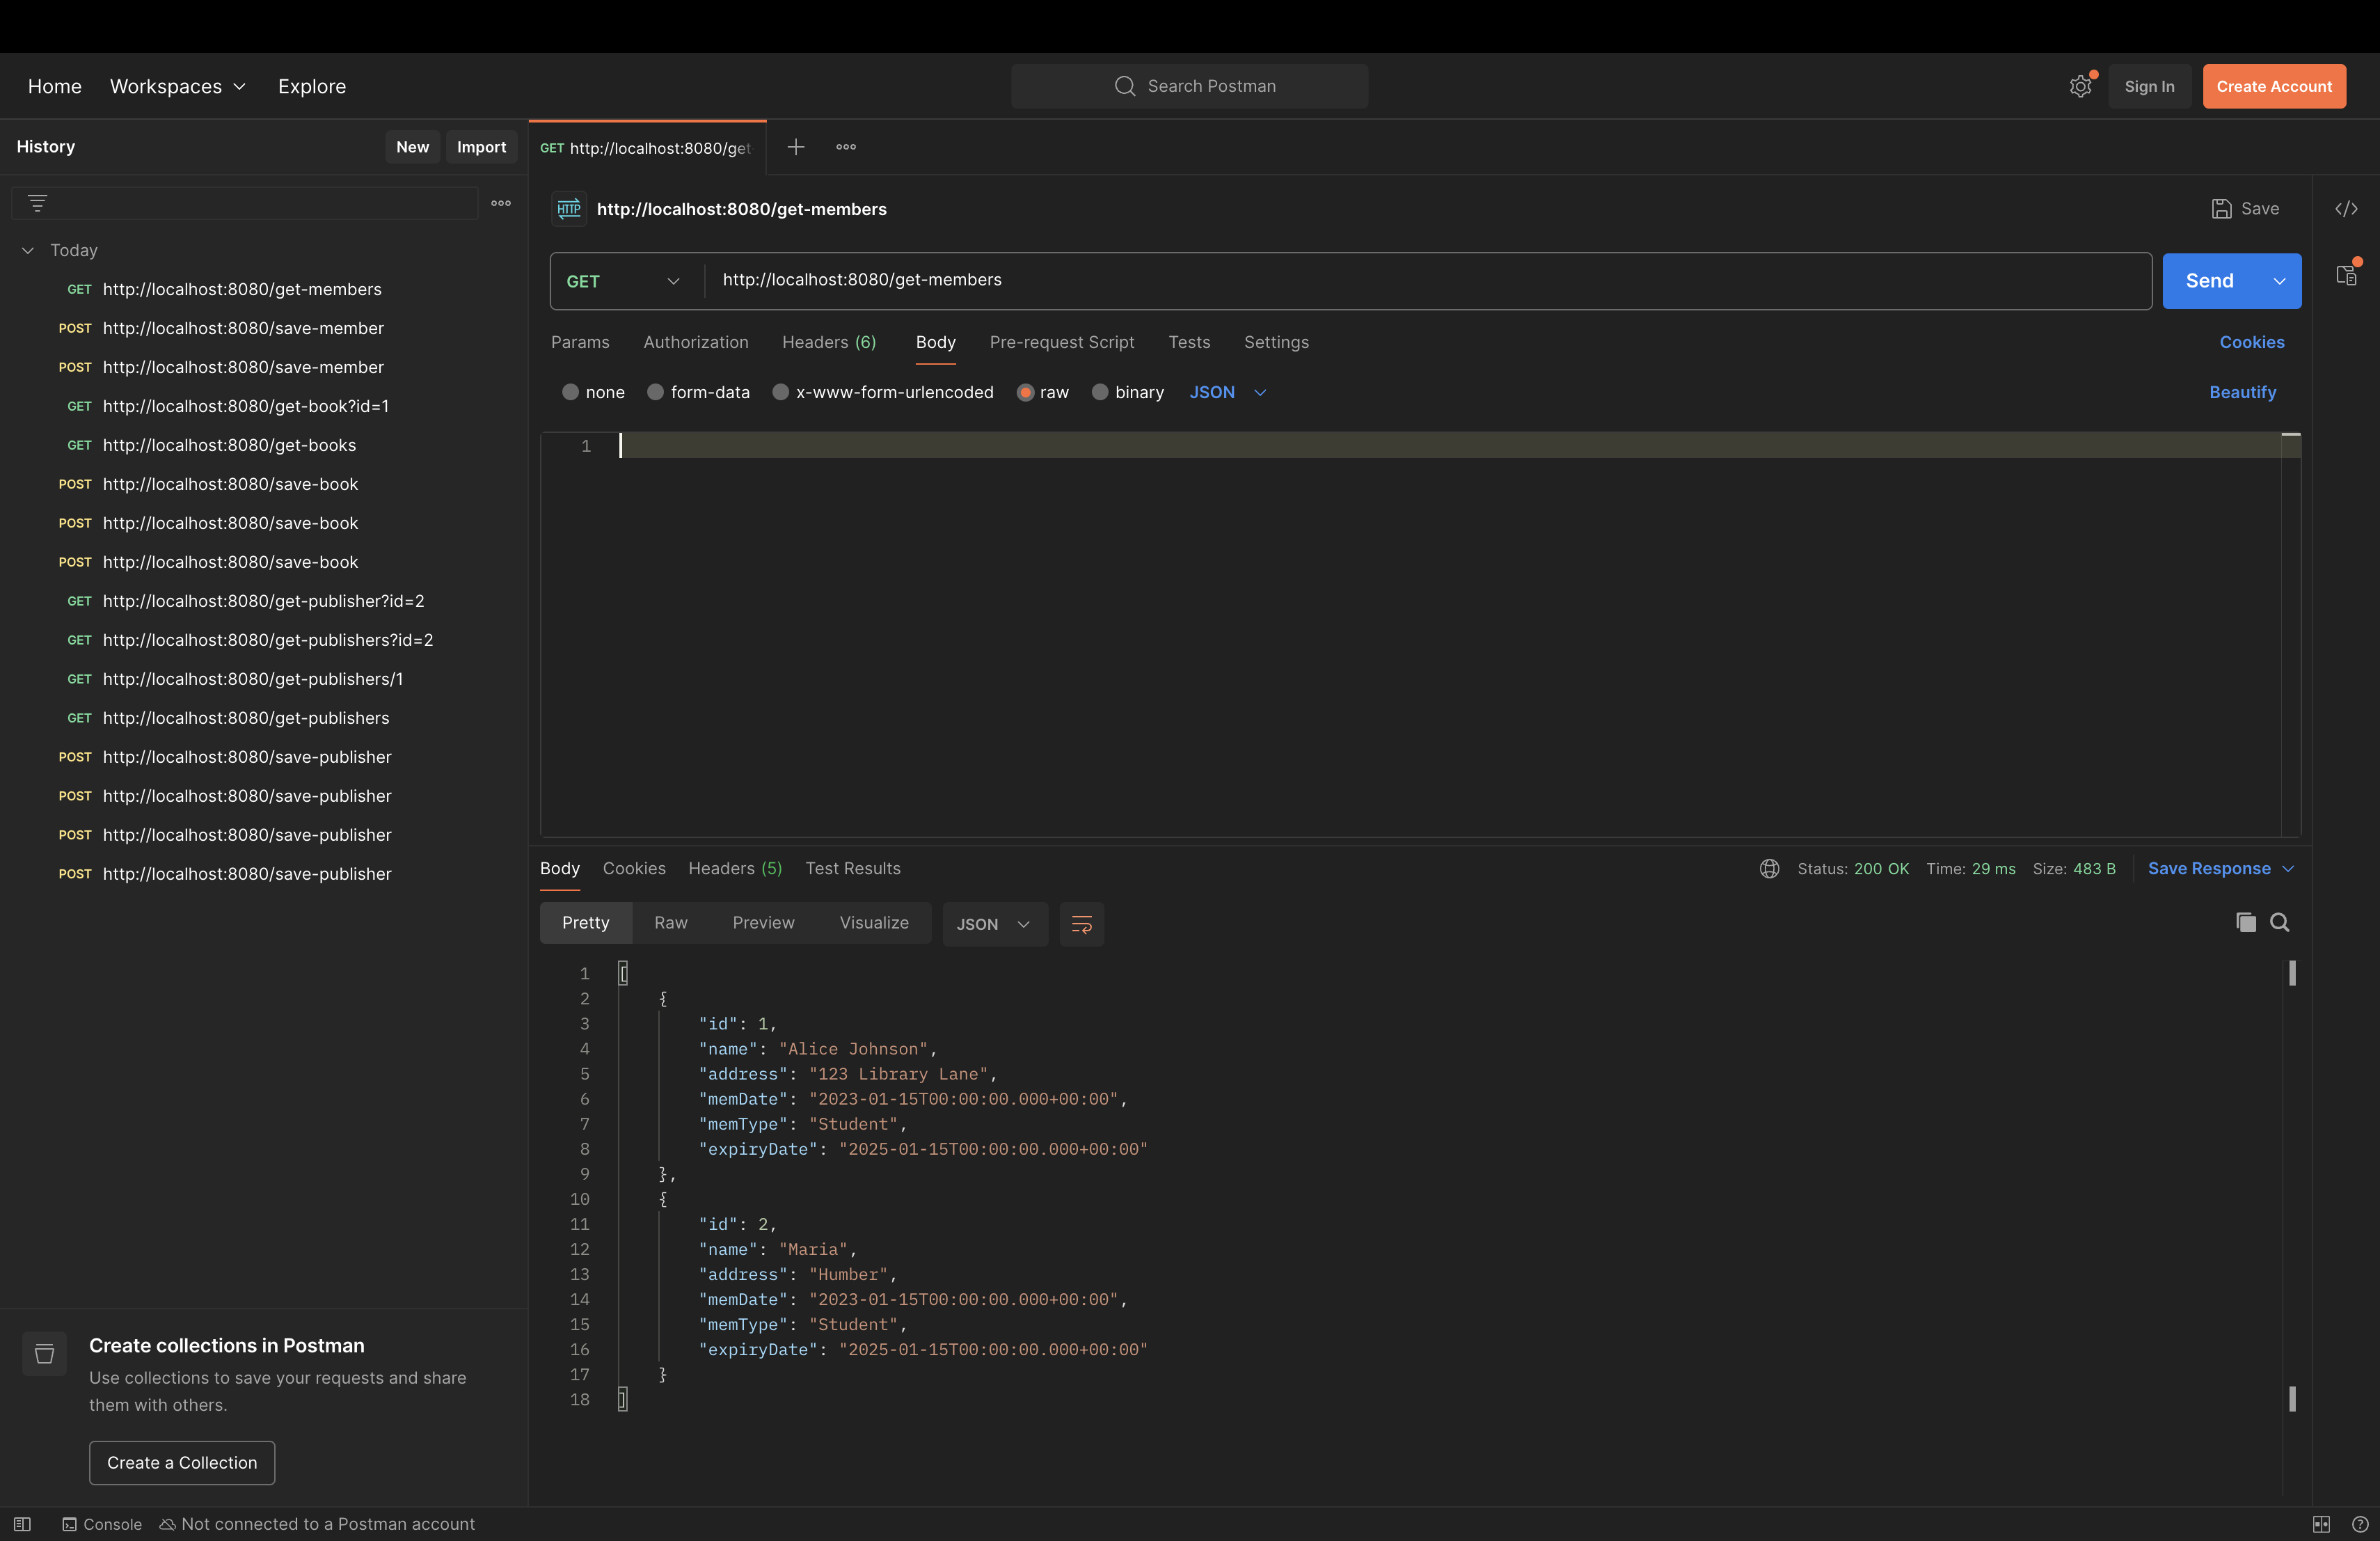 Home Workspaces Explore Search Postman Sign In Create Account
History New Import
GET http://localhost:8080/get
HTTP http://localhost:8080/get-members Save
Today
GET http://localhost:8080/get-members
POST http://localhost:8080/save-member
POST http://localhost:8080/save-member
GET http://localhost:8080/get-book?id=1
GET http://localhost:8080/get-books
POST http://localhost:8080/save-book
POST http://localhost:8080/save-book
POST http://localhost:8080/save-book
GET http://localhost:8080/get-publisher?id=2
GET http://localhost:8080/get-publishers?id=2
GET http://localhost:8080/get-publishers/1
GET http://localhost:8080/get-publishers
POST http://localhost:8080/save-publisher
POST http://localhost:8080/save-publisher
POST http://localhost:8080/save-publisher
POST http://localhost:8080/save-publisher
Create collections in Postman
Use collections to save your requests and share
them with others.
Create a Collection
GET http://localhost:8080/get-members Send
Params Authorization Headers (6) Body Pre-request Script Tests Settings Cookies
none form-data x-www-form-urlencoded raw binary JSON Beautify
1
Body Cookies Headers (5) Test Results Status: 200 OK Time: 29 ms Size: 483 B Save Response
Pretty Raw Preview Visualize JSON
1 [
2 {
3 "id": 1,
4 "name": "Alice Johnson",
5 "address": "123 Library Lane",
6 "memDate": "2023-01-15T00:00:00.000+00:00",
7 "memType": "Student",
8 "expiryDate": "2025-01-15T00:00:00.000+00:00"
9 },
10 {
11 "id": 2,
12 "name": "Maria",
13 "address": "Humber",
14 "memDate": "2023-01-15T00:00:00.000+00:00",
15 "memType": "Student",
16 "expiryDate": "2025-01-15T00:00:00.000+00:00"
17 }
18 ]
Console Not connected to a Postman account